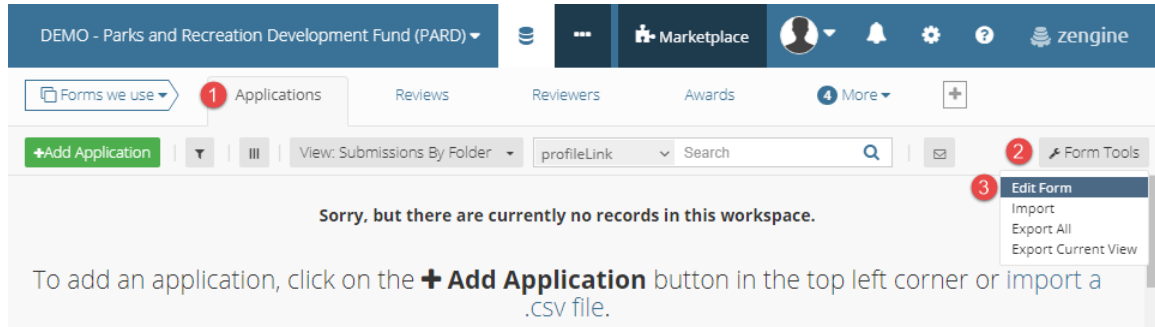 DEMO - Parks and Recreation Development Fund (PARD) Marketplace ? zengine
Forms we use 1 Applications Reviews Reviewers Awards 4 More +
+Add Application View: Submissions By Folder profileLink Search 2 Form Tools
3 Edit Form
Import
Export All
Export Current View
Sorry, but there are currently no records in this workspace.
To add an application, click on the + Add Application button in the top left corner or import a
.csv file.